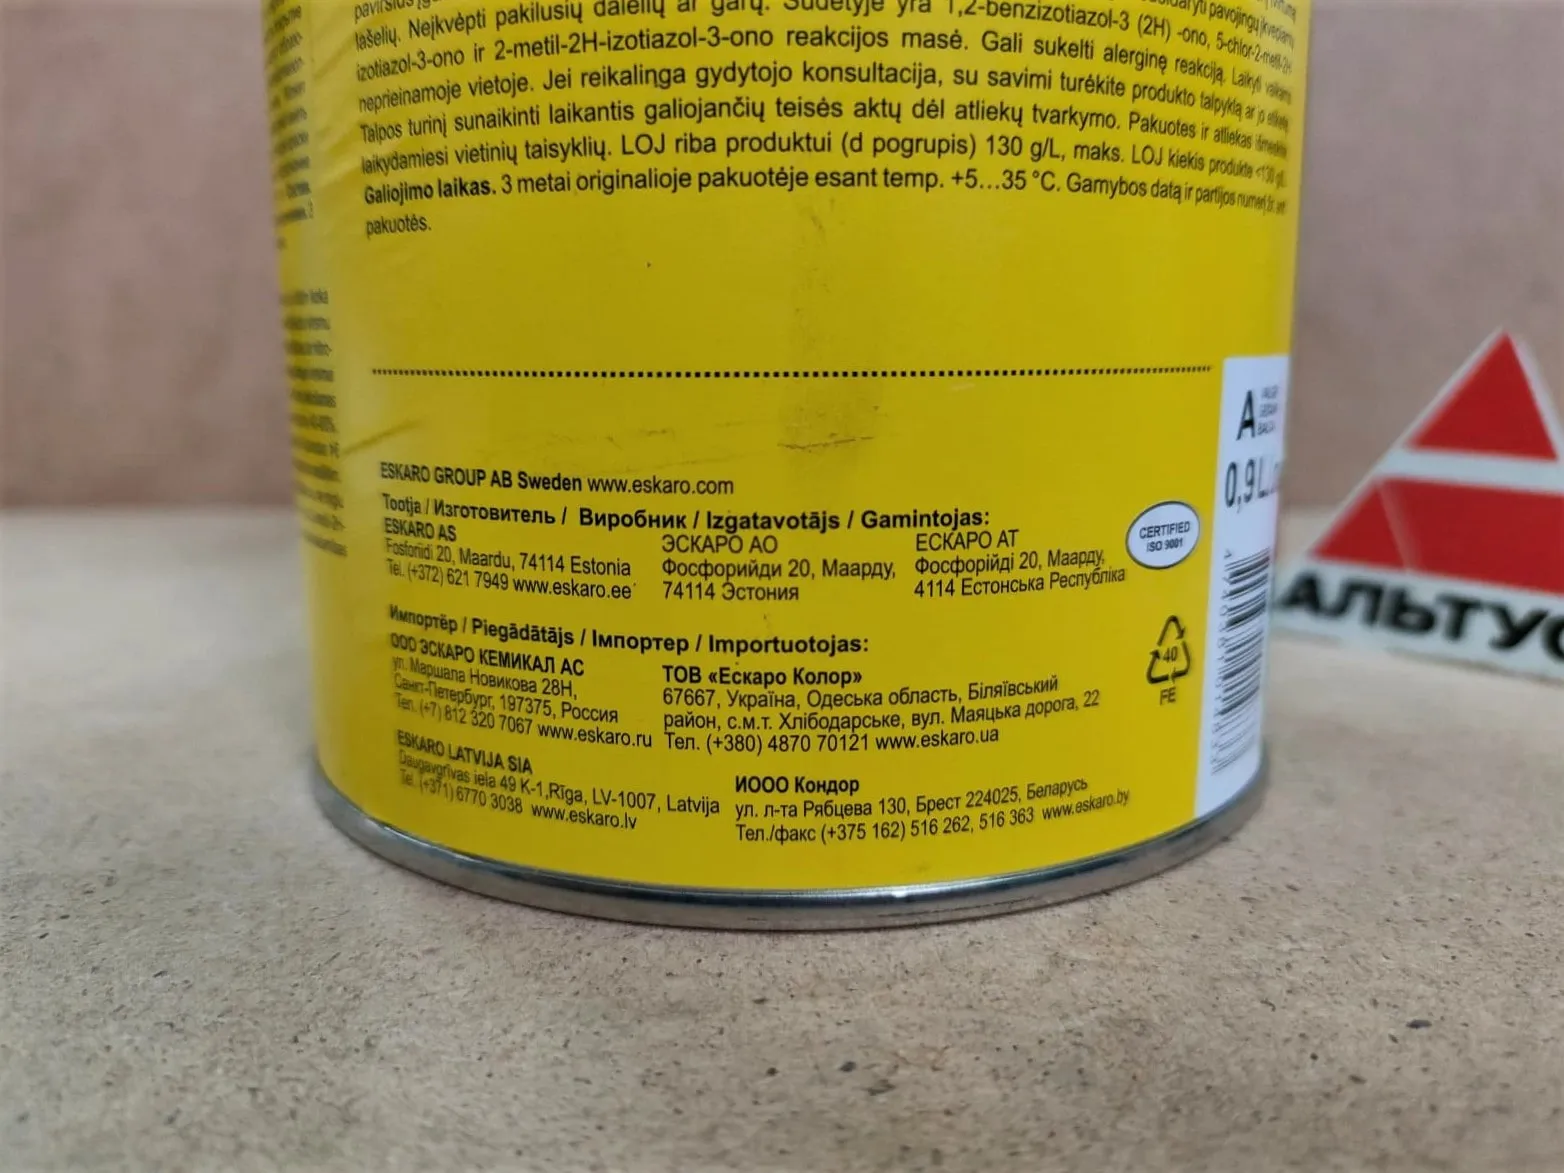 lašelių. Neįkvėpti pakilusių dalelių ar garų. Sudėtyje yra 1,2-benzizotiazol-3 (2H) -ono, 5-chlor-2-metil-2H
izotiazol-3-ono ir 2-metil-2H-izotiazol-3-ono reakcijos masė. Gali sukelti alerginę reakciją. Laikyti vaikams
neprieinamoje vietoje. Jei reikalinga gydytojo konsultacija, su savimi turėkite produkto talpyklą ar jo etiketę.
Talpos turinį sunaikinti laikantis galiojančių teisės aktų dėl atliekų tvarkymo. Pakuotes ir atliekas išmeskite
laikydamiesi vietinių taisyklių. LOJ riba produktui (d pogrupis) 130 g/L, maks. LOJ kiekis produkte <130 g/L
Galiojimo laikas. 3 metai originalioje pakuotėje esant temp. +5...35 °C. Gamybos datą ir partijos numerį žr. ant
pakuotės.
ESKARO GROUP AB Sweden www.eskaro.com
Tootja / Изготовитель / Виробник / Izgatavotājs / Gamintojas:
ESKARO AS
Fosforiidi 20, Maardu, 74114 Estonia
Tel. (+372) 621 7949 www.eskaro.ee
ЭСКАРО АО
Фосфорийди 20, Маарду,
74114 Эстония
ЕСКАРО АТ
Фосфорійді 20, Маарду,
4114 Естонська Республіка
CERTIFIED
ISO 9001
Импортёр / Piegādātājs / Імпортер / Importuotojas:
ООО ЭСКАРО КЕМИКАЛ АС
ул. Маршала Новикова 28Н,
Санкт-Петербург, 197375, Россия
Тел. (+7) 812 320 7067 www.eskaro.ru
ТОВ «Ескаро Колор»
67667, Україна, Одеська область, Біляївський
район, с.м.т. Хлібодарське, вул. Маяцька дорога, 22
Тел. (+380) 4870 70121 www.eskaro.ua
ESKARO LATVIJA SIA
Daugavgrīvas iela 49 K-1,Rīga, LV-1007, Latvija
Tel. (+371) 6770 3038 www.eskaro.lv
ИООО Кондор
ул. л-та Рябцева 130, Брест 224025, Беларусь
Тел./факс (+375 162) 516 262, 516 363 www.eskaro.by
40
FE
A
0,9L
АЛЬТУС